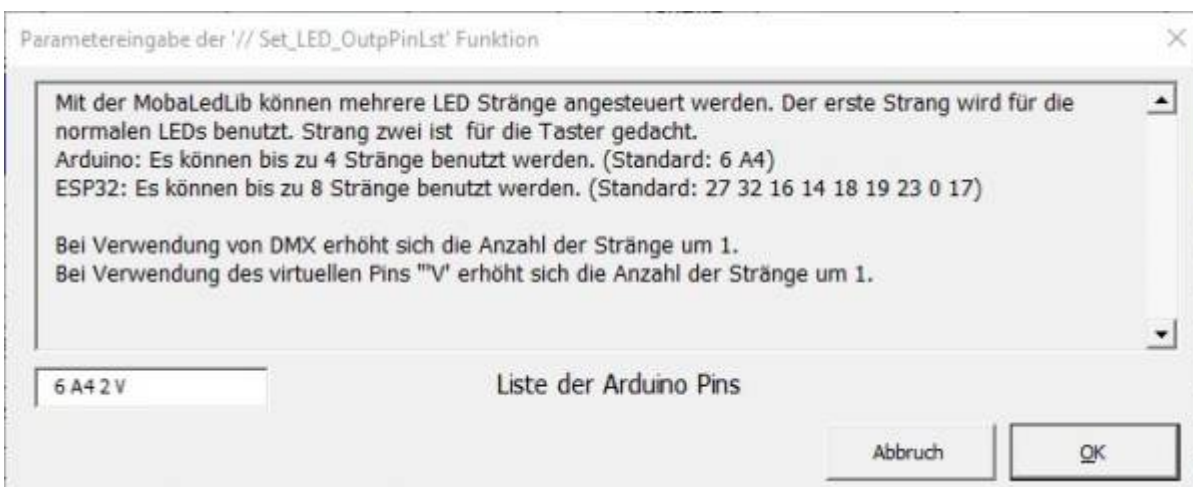 Parametereingabe der '// Set_LED_OutpPinLst' Funktion
Mit der MobaLedLib können mehrere LED Stränge angesteuert werden. Der erste Strang wird für die
normalen LEDs benutzt. Strang zwei ist für die Taster gedacht.
Arduino: Es können bis zu 4 Stränge benutzt werden. (Standard: 6 A4)
ESP32: Es können bis zu 8 Stränge benutzt werden. (Standard: 27 32 16 14 18 19 23 0 17)
Bei Verwendung von DMX erhöht sich die Anzahl der Stränge um 1.
Bei Verwendung des virtuellen Pins "'V' erhöht sich die Anzahl der Stränge um 1.
6 A4 2 V
Liste der Arduino Pins
Abbruch
OK